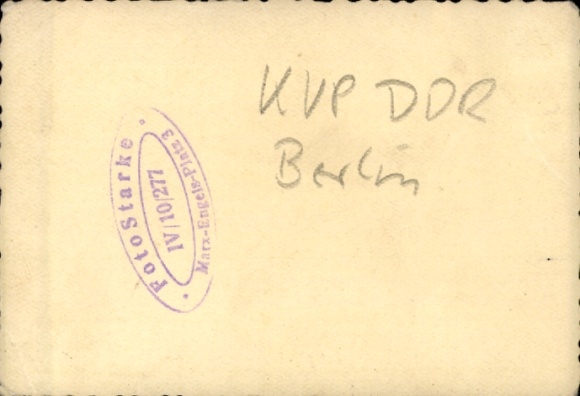 KVP DDR
Berlin
Foto Starke
IV/10/277
Marx-Engels-Platz 3